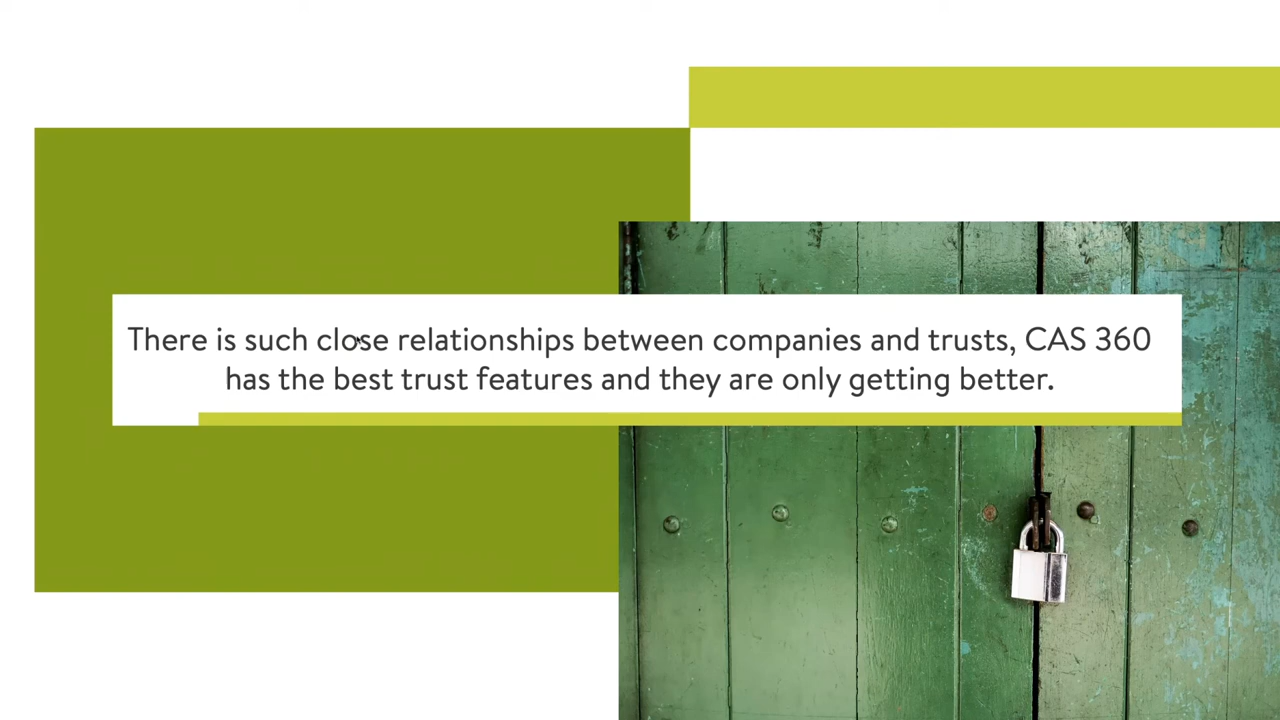 There is such close relationships between companies and trusts, CAS 360
has the best trust features and they are only getting better.